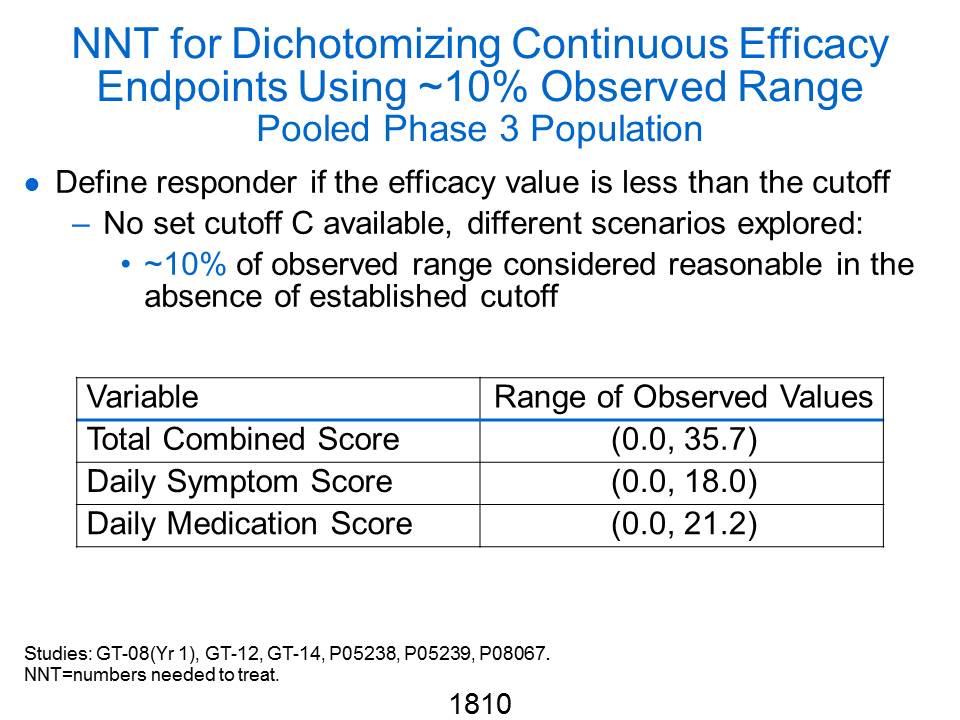 NNT for Dichotomizing Continuous Efficacy
Endpoints Using ~10% Observed Range
Pooled Phase 3 Population
● Define responder if the efficacy value is less than the cutoff
– No set cutoff C available, different scenarios explored:
• ~10% of observed range considered reasonable in the
absence of established cutoff
Variable Range of Observed Values
Total Combined Score (0.0, 35.7)
Daily Symptom Score (0.0, 18.0)
Daily Medication Score (0.0, 21.2)
Studies: GT-08(Yr 1), GT-12, GT-14, P05238, P05239, P08067.
NNT=numbers needed to treat.
1810